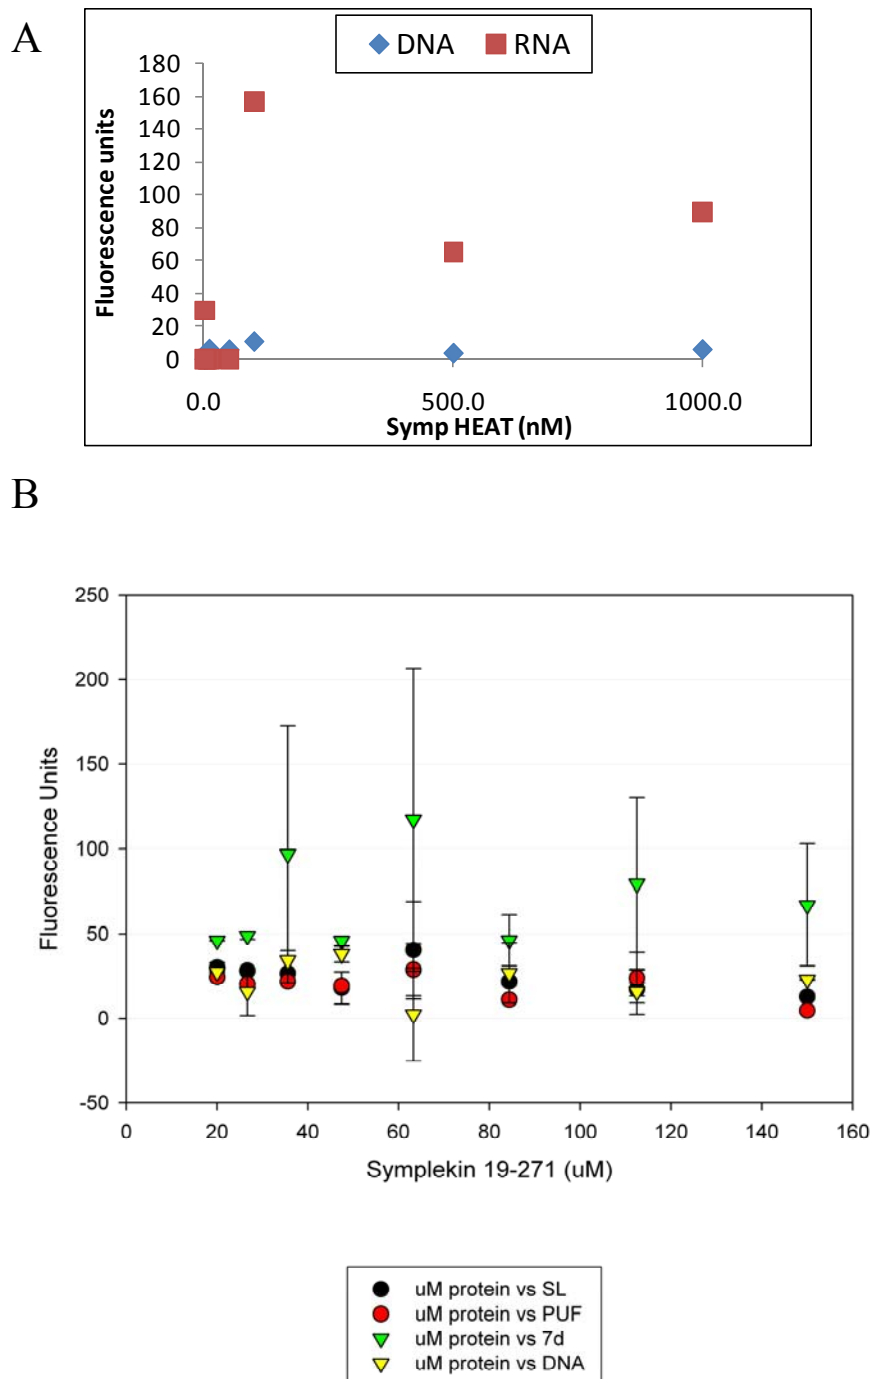 A
DNA RNA
180
160
140
120
100
80
60
40
20
0
Fluorescence units
0.0 500.0 1000.0
Symp HEAT (nM)
B
250
200
150
100
50
0
-50
Fluorescence Units
0 20 40 60 80 100 120 140 160
Symplekin 19-271 (uM)
uM protein vs SL
uM protein vs PUF
uM protein vs 7d
uM protein vs DNA